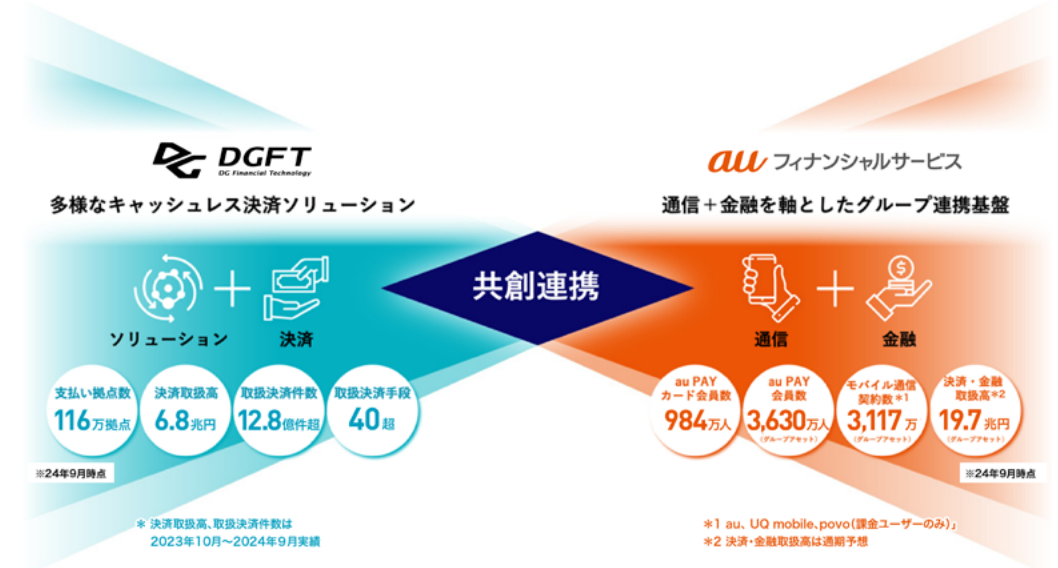 DGFT
DG Financial Technology
多様なキャッシュレス決済ソリューション
ソリューション
決済
支払い拠点数
116万拠点
決済取扱高
6.8兆円
取扱決済件数
12.8億件超
取扱決済手段
40超
※24年9月時点
＊ 決済取扱高、取扱決済件数は
2023年10月〜2024年9月実績
共創連携
au フィナンシャルサービス
通信＋金融を軸としたグループ連携基盤
通信
金融
au PAY
カード会員数
984万人
au PAY
会員数
3,630万人
(グループアセット)
モバイル通信
契約数＊1
3,117万
(グループアセット)
決済・金融
取扱高＊2
19.7兆円
(グループアセット)
※24年9月時点
＊1 au、UQ mobile、povo(課金ユーザーのみ)」
＊2 決済・金融取扱高は通期予想